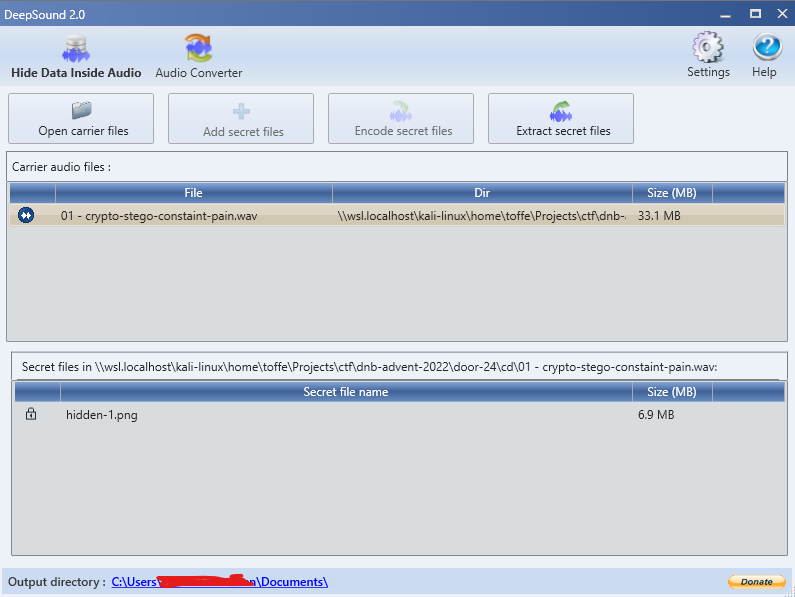 DeepSound 2.0
Hide Data Inside Audio Audio Converter Settings Help
Open carrier files Add secret files Encode secret files Extract secret files
Carrier audio files :
File Dir Size (MB)
01 - crypto-stego-constaint-pain.wav \\wsl.localhost\kali-linux\home\toffe\Projects\ctf\dnb-. 33.1 MB
Secret files in \\wsl.localhost\kali-linux\home\toffe\Projects\ctf\dnb-advent-2022\door-24\cd\01 - crypto-stego-constaint-pain.wav:
Secret file name Size (MB)
hidden-1.png 6.9 MB
Output directory : C:\Users\ n\Documents\ Donate